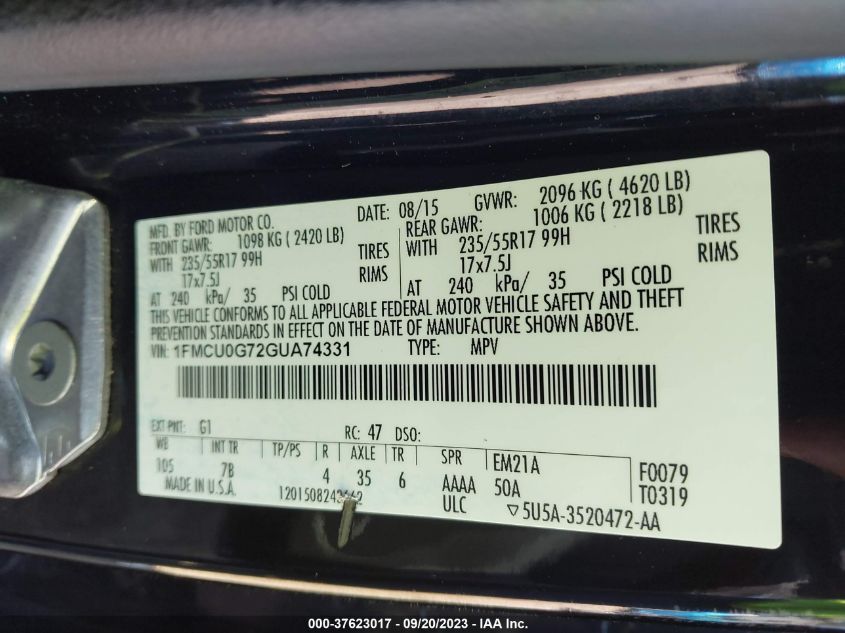 MFD. BY FORD MOTOR CO.
DATE: 08/15 GVWR: 2096 KG ( 4620 LB)
FRONT GAWR: 1098 KG ( 2420 LB)
REAR GAWR: 1006 KG ( 2218 LB)
WITH 235/55R17 99H TIRES
WITH 235/55R17 99H TIRES
17x7.5J RIMS
17x7.5J RIMS
AT 240 kPa/ 35 PSI COLD
AT 240 kPa/ 35 PSI COLD
THIS VEHICLE CONFORMS TO ALL APPLICABLE FEDERAL MOTOR VEHICLE SAFETY AND THEFT
PREVENTION STANDARDS IN EFFECT ON THE DATE OF MANUFACTURE SHOWN ABOVE.
VIN: 1FMCU0G72GUA74331 TYPE: MPV
EXT PNT: G1 RC: 47 DSO:
WB INT TR TP/PS R AXLE TR SPR EM21A F0079
105 7B 4 35 6 AAAA 50A T0319
MADE IN U.S.A. ULC ▽5U5A-3520472-AA
000-37623017 - 09/20/2023 - IAA Inc.